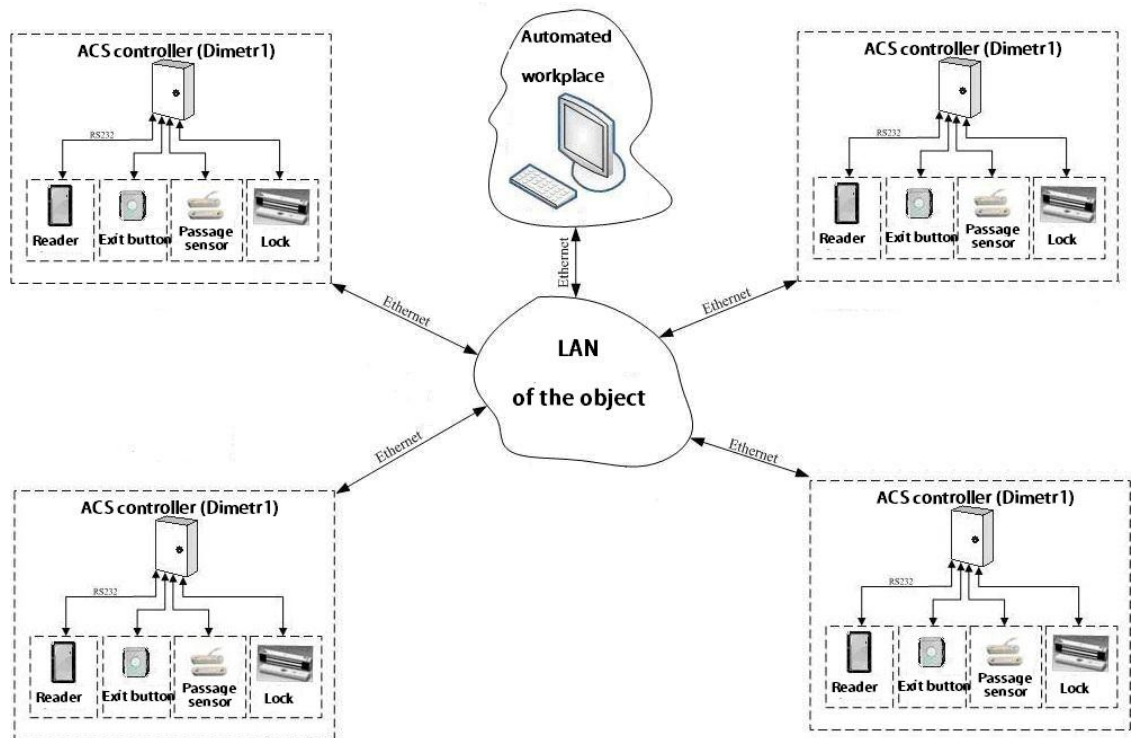 ACS controller (Dimetr1)
RS232
Reader
Exit button
Passage
sensor
Lock
Automated
workplace
ACS controller (Dimetr1)
RS232
Reader
Exit button
Passage
sensor
Lock
Ethernet
Ethernet
Ethernet
LAN
of the object
Ethernet
Ethernet
ACS controller (Dimetr1)
RS232
Reader
Exit button
Passage
sensor
Lock
ACS controller (Dimetr1)
RS232
Reader
Exit button
Passage
sensor
Lock